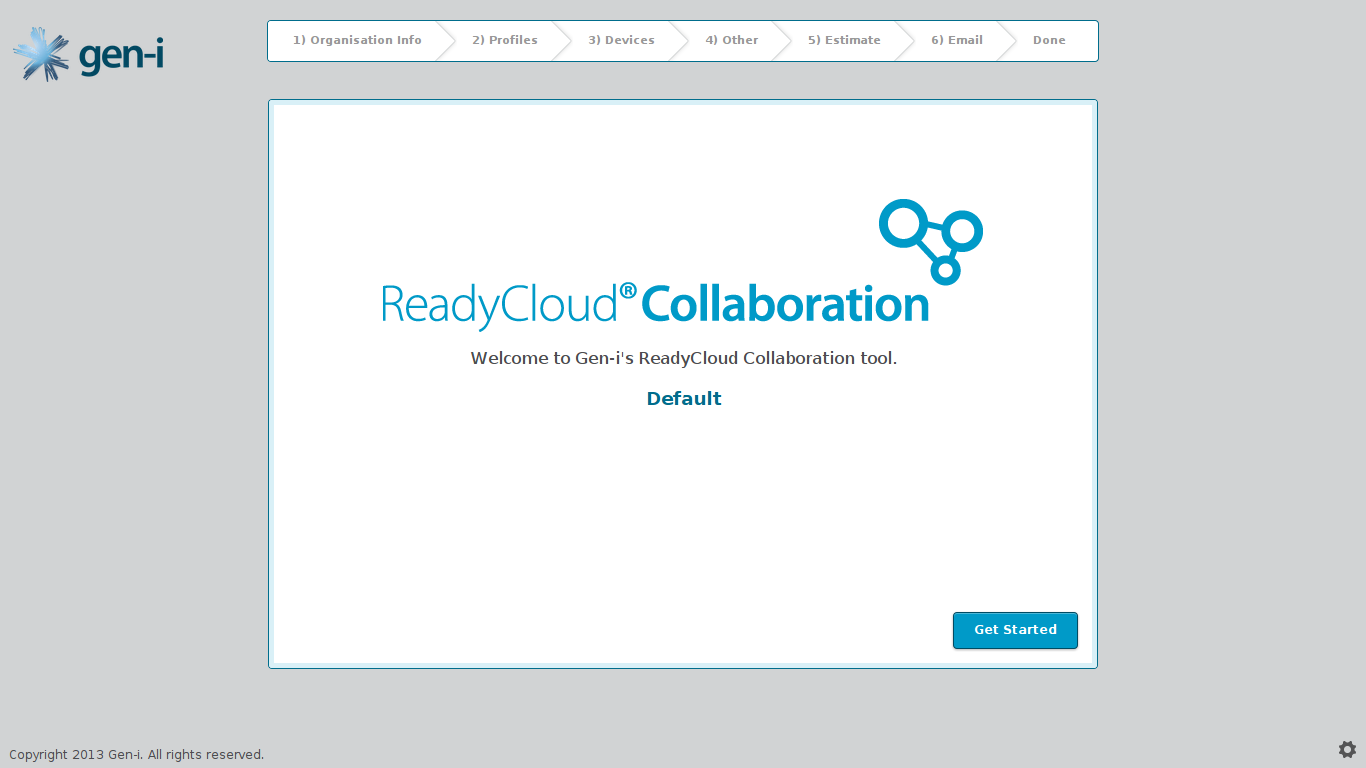 gen-i
1) Organisation Info 2) Profiles 3) Devices 4) Other 5) Estimate 6) Email Done
ReadyCloud® Collaboration
Welcome to Gen-i's ReadyCloud Collaboration tool.
Default
Get Started
Copyright 2013 Gen-i. All rights reserved.